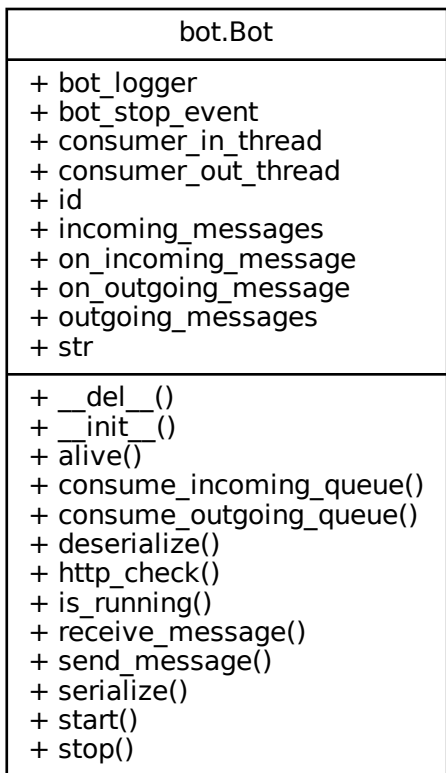 bot.Bot
+ bot_logger
+ bot_stop_event
+ consumer_in_thread
+ consumer_out_thread
+ id
+ incoming_messages
+ on_incoming_message
+ on_outgoing_message
+ outgoing_messages
+ str
+ __del__()
+ __init__()
+ alive()
+ consume_incoming_queue()
+ consume_outgoing_queue()
+ deserialize()
+ http_check()
+ is_running()
+ receive_message()
+ send_message()
+ serialize()
+ start()
+ stop()